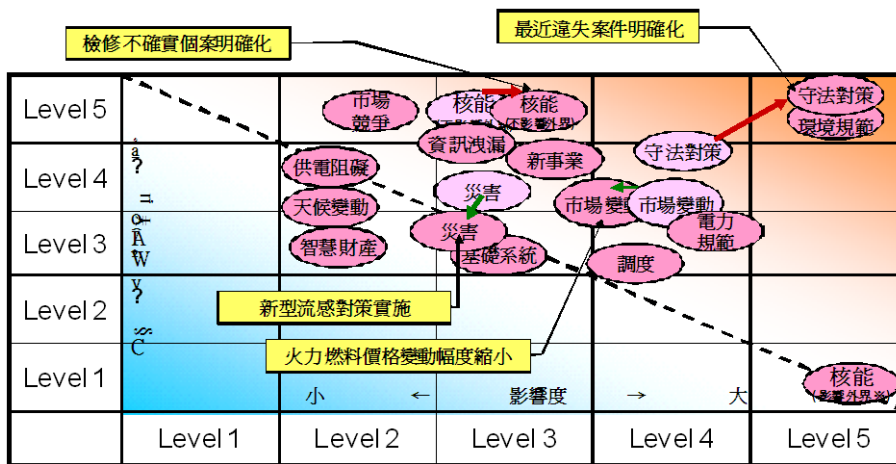 檢修不確實個案明確化
最近違失案件明確化
Level 5
市場
競爭
核能
核能
(不影響外界)
守法對策
環境規範
資訊洩漏
新事業
守法對策
Level 4
供電阻礙
災害
市場變動
市場變動
天候變動
Level 3
災害
電力
規範
智慧財產
基礎系統
調度
Level 2
新型流感對策實施
火力燃料價格變動幅度縮小
Level 1
核能
(影響外界※)
小 ← 影響度 → 大
Level 1 Level 2 Level 3 Level 4 Level 5